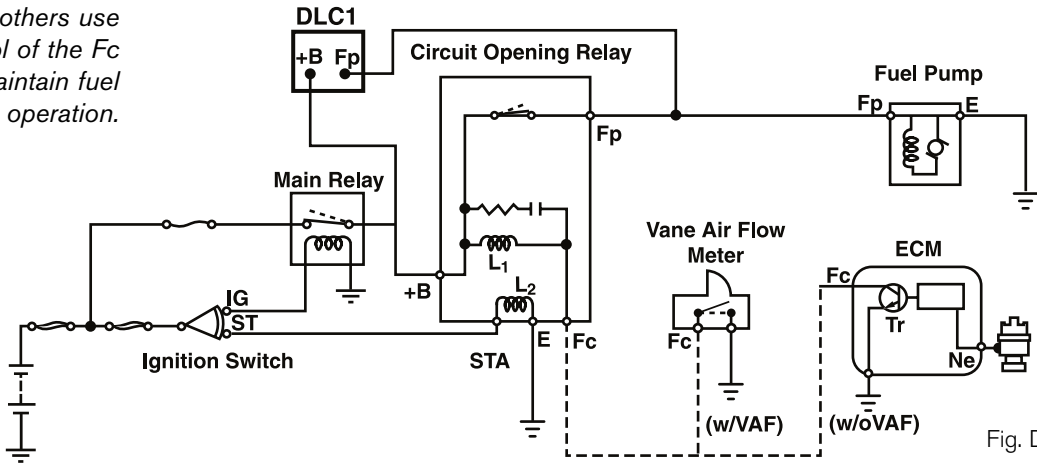 others use
ol of the Fc
aintain fuel
operation.
DLC1
+B Fp
Circuit Opening Relay
Fuel Pump
Fp E
Fp
Main Relay
Vane Air Flow
Meter
ECM
L1
Fc
+B
L2
IG
ST
Tr
Ignition Switch
STA
E
Fc
Fc
Ne
(w/VAF)
(w/oVAF)
Fig. D